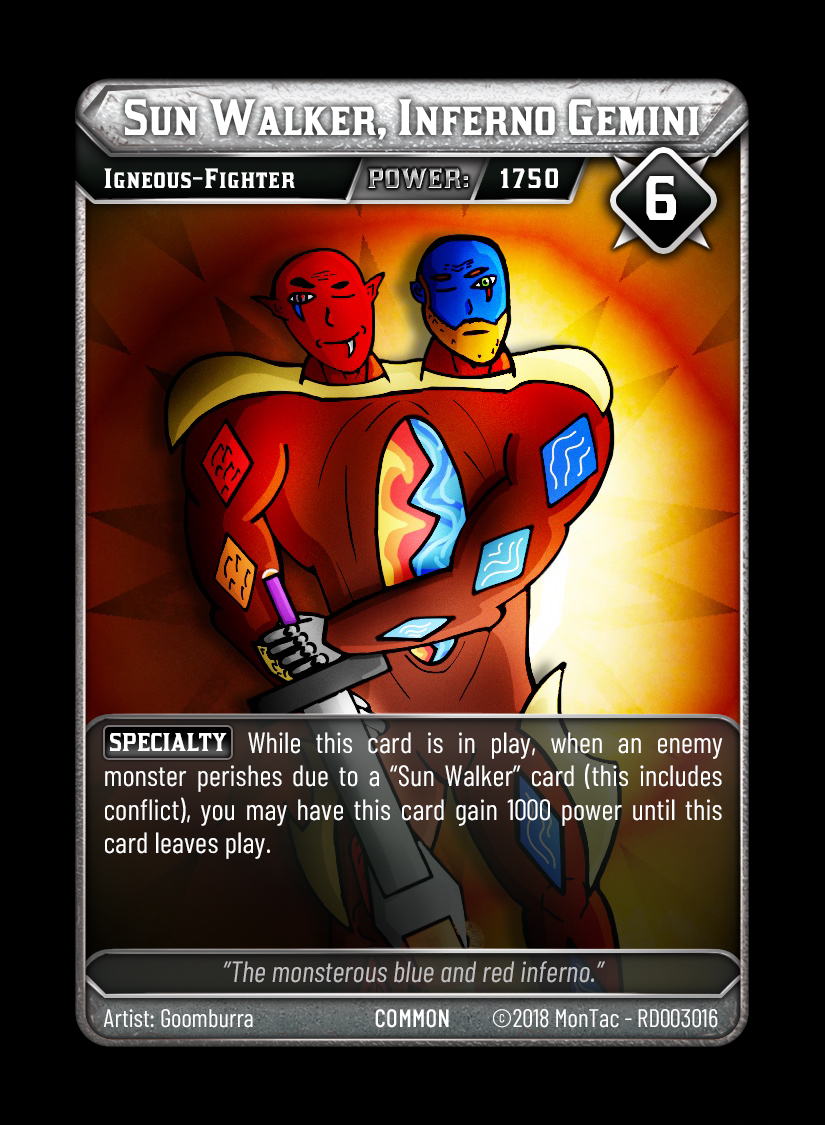 Sun Walker, Inferno Gemini
Igneous-Fighter POWER: 1750
6
SPECIALTY While this card is in play, when an enemy
monster perishes due to a “Sun Walker” card (this includes
conflict), you may have this card gain 1000 power until this
card leaves play.
“The monsterous blue and red inferno.”
Artist: Goomburra COMMON ©2018 MonTac - RD003016